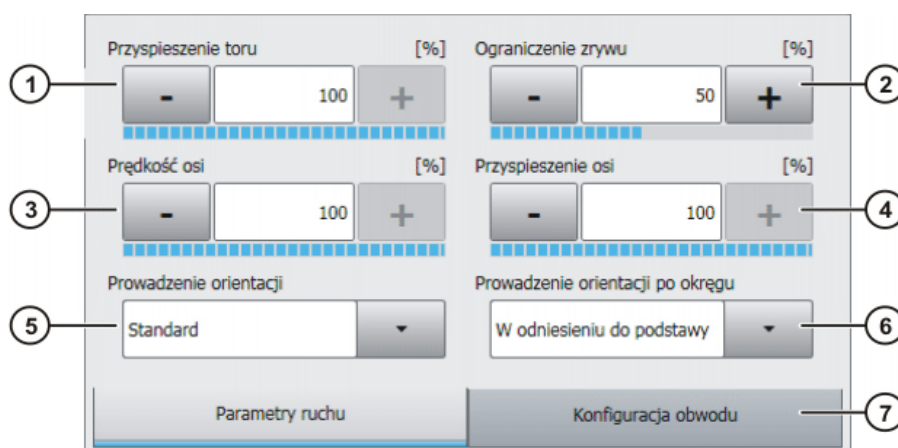 Przyspieszenie toru [%] Ograniczenie zrywu [%]
1 - 100 + - 50 + 2
Prędkość osi [%] Przyspieszenie osi [%]
3 - 100 + - 100 + 4
Prowadzenie orientacji Prowadzenie orientacji po okręgu
5 Standard W odniesieniu do podstawy 6
Parametry ruchu Konfiguracja obwodu 7